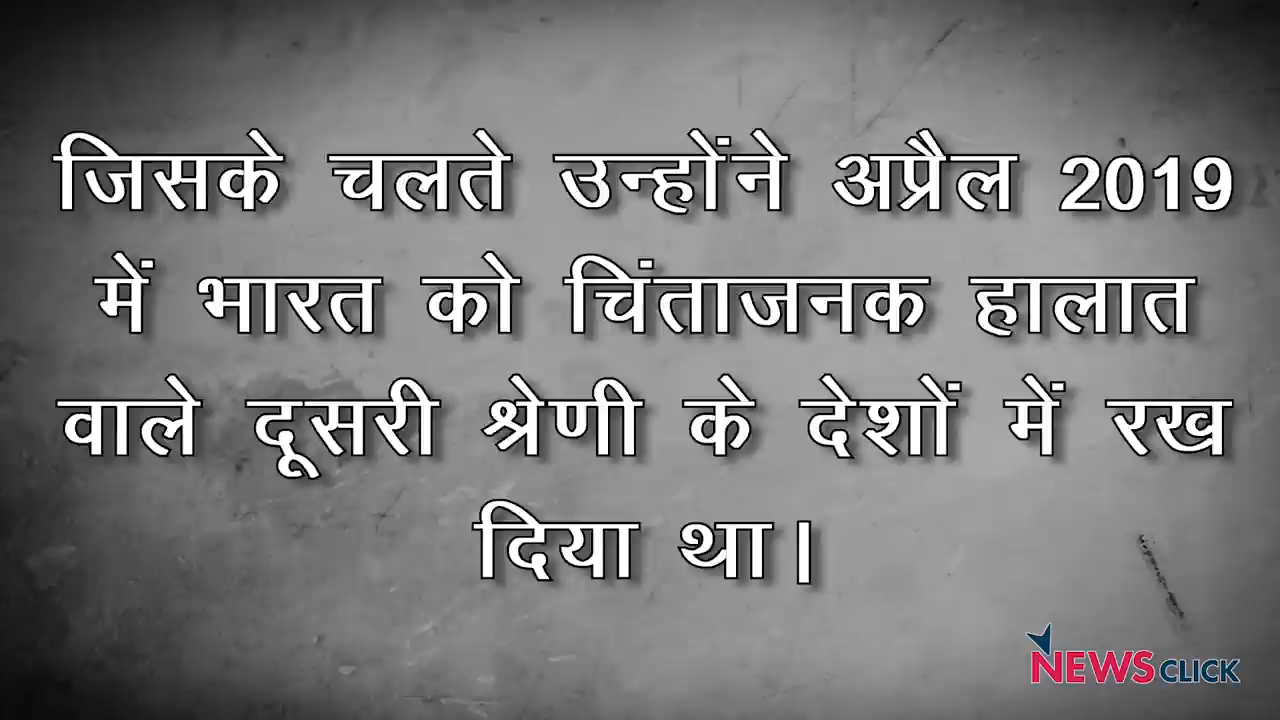 जिसके चलते उन्होंने अप्रैल 2019
में भारत को चिंताजनक हालात
वाले दूसरी श्रेणी के देशों में रख
दिया था।
NEWSCLICK